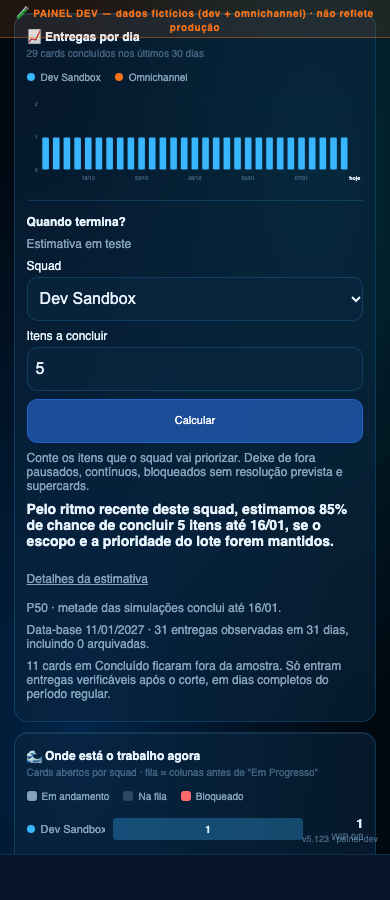 🧪 PAINEL DEV — dados fictícios (dev + omnichannel) · não reflete
produção
📈 Entregas por dia
29 cards concluídos nos últimos 30 dias
Dev Sandbox Omnichannel
2
1
0
18/12 23/12 28/12 02/01 07/01 hoje
Quando termina?
Estimativa em teste
Squad
Dev Sandbox
Itens a concluir
5
Calcular
Conte os itens que o squad vai priorizar. Deixe de fora
pausados, contínuos, bloqueados sem resolução prevista e
supercards.
Pelo ritmo recente deste squad, estimamos 85%
de chance de concluir 5 itens até 16/01, se o
escopo e a prioridade do lote forem mantidos.
Detalhes da estimativa
P50 · metade das simulações conclui até 16/01.
Data-base 11/01/2027 · 31 entregas observadas em 31 dias,
incluindo 0 arquivadas.
11 cards em Concluído ficaram fora da amostra. Só entram
entregas verificáveis após o corte, em dias completos do
período regular.
🌊 Onde está o trabalho agora
Cards abertos por squad · fila = colunas antes de "Em Progresso"
Em andamento Na fila Bloqueado
Dev Sandbox 1 1
v5.123 · painel-dev